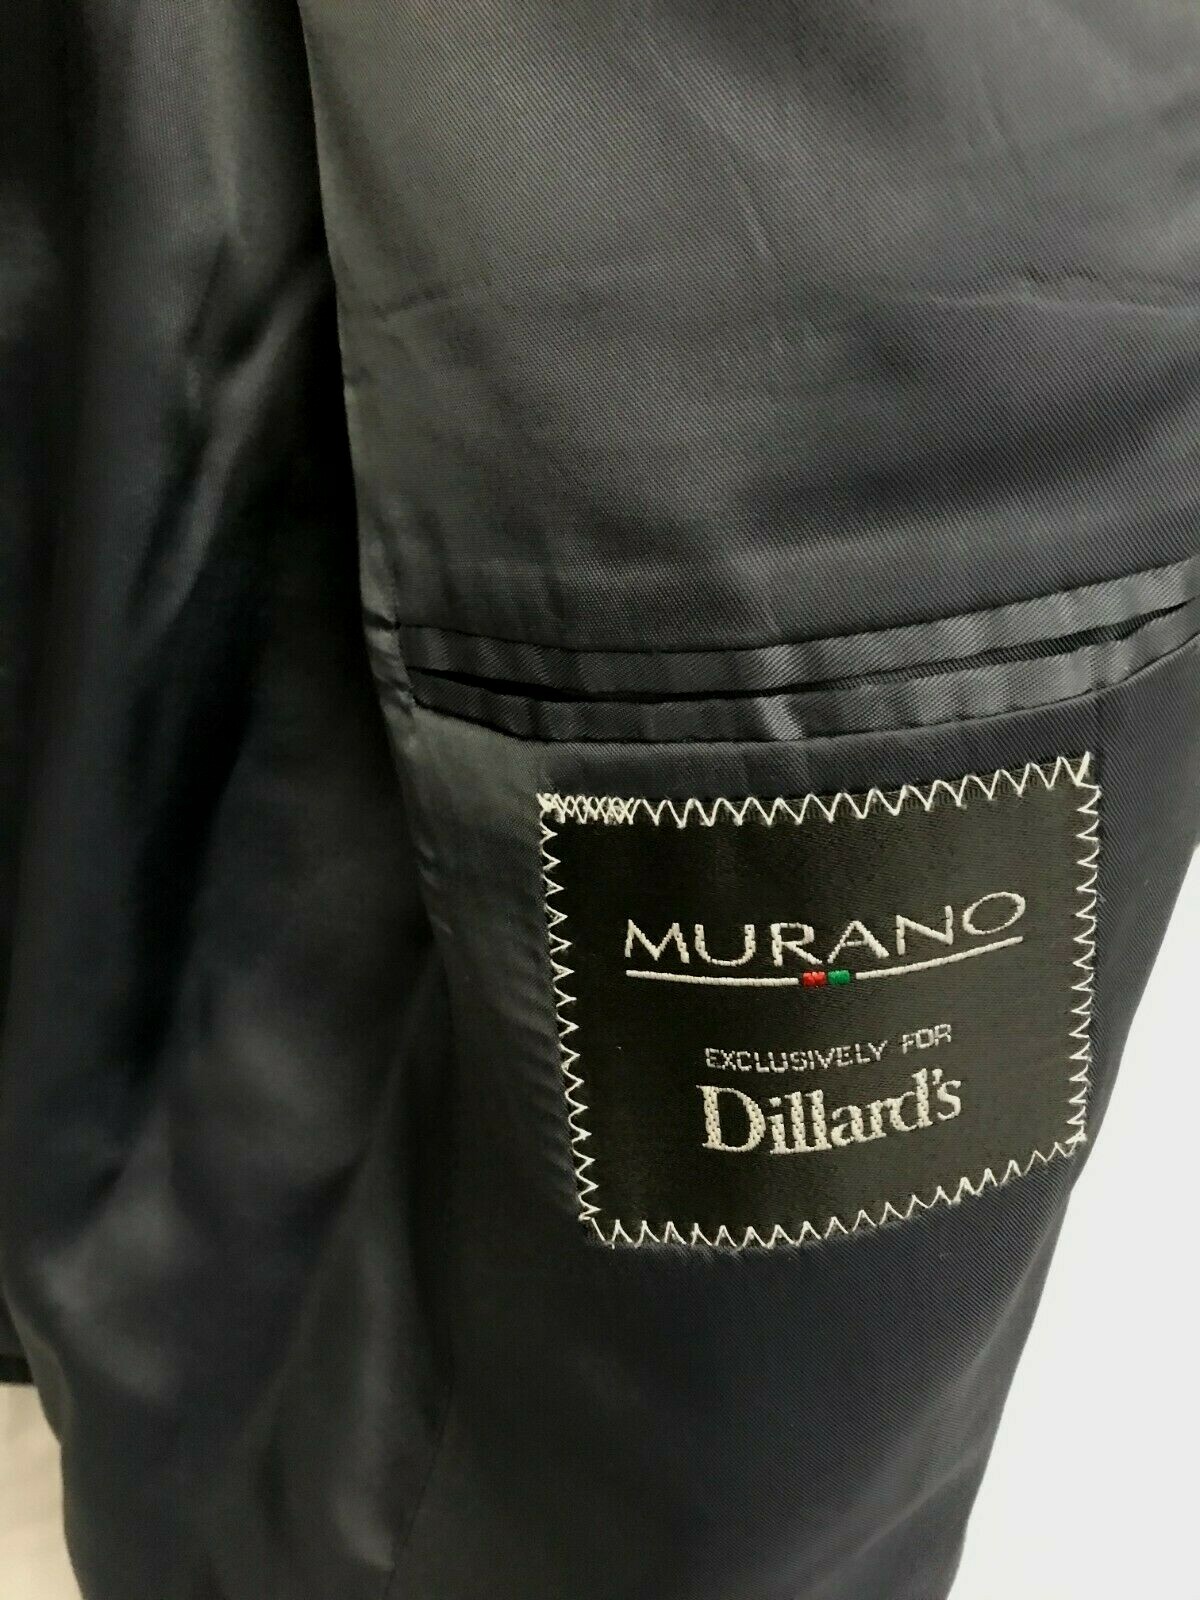 MURANO
EXCLUSIVELY FOR
Dillard's